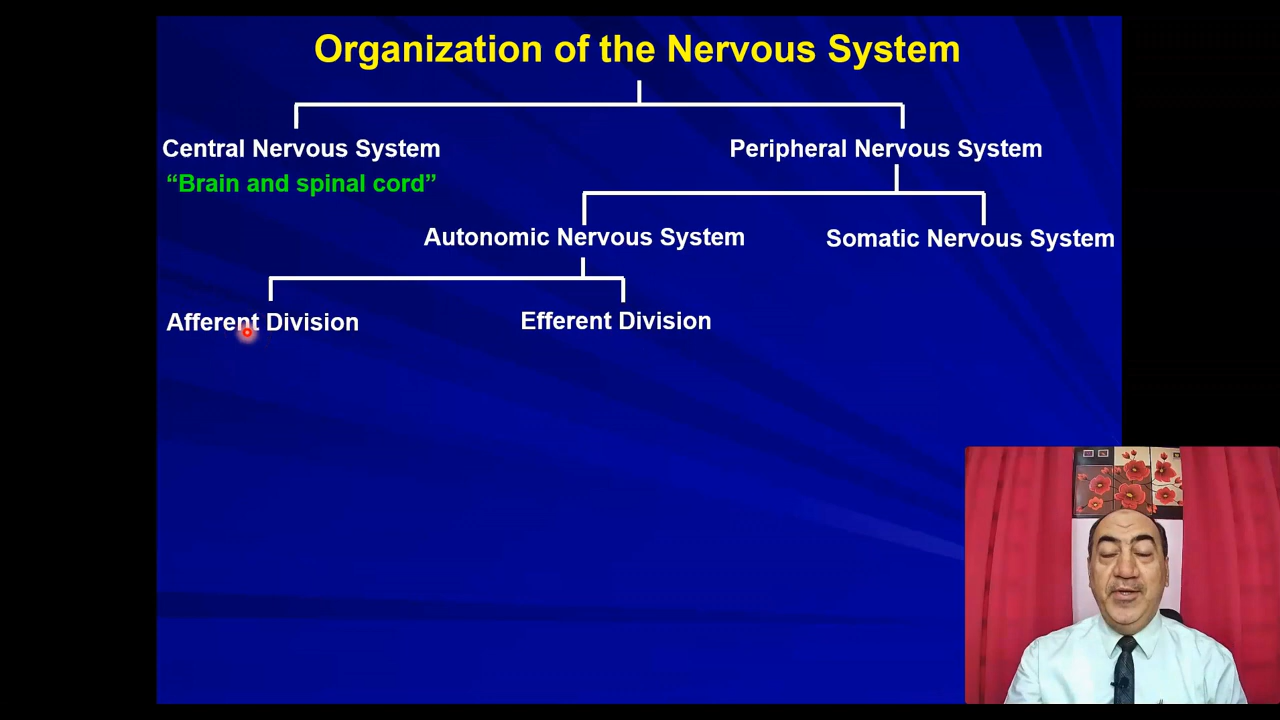 Organization of the Nervous System
Central Nervous System
Peripheral Nervous System
“Brain and spinal cord”
Autonomic Nervous System
Somatic Nervous System
Afferent Division
Efferent Division